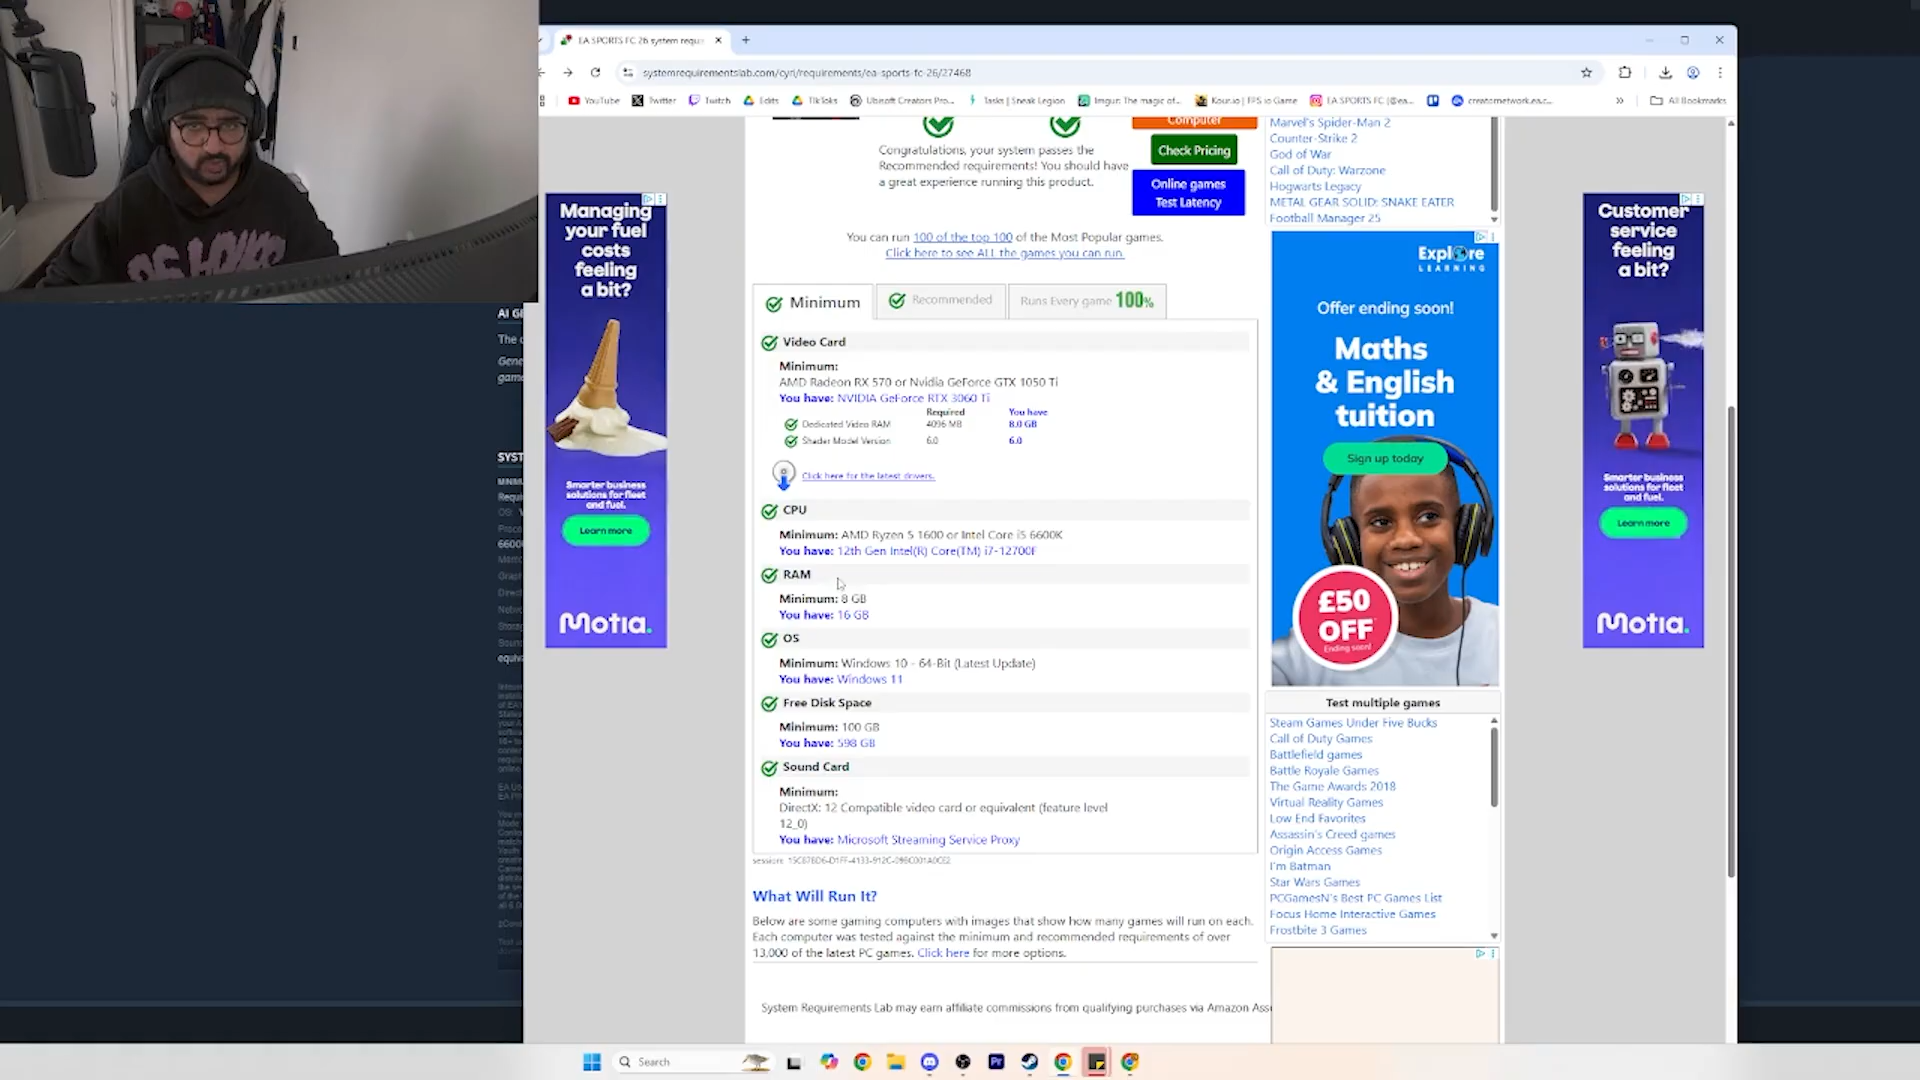 EA SPORTS FC 26 system requi
systemrequirementslab.com/cyri/requirements/ea-sports-fc-26/27468
YouTube
Twitter
Twitch
Edits
TikToks
Ubisoft Creators Pro...
Tasks | Sneak Legion
Imgur: The magic of...
Kour.io | FPS io Game
EA SPORTS FC (@ea...
creatornetwork.ea.c...
»
All Bookmarks
Computer
Congratulations, your system passes the
Recommended requirements! You should have
a great experience running this product.
Check Pricing
Online games
Test Latency
You can run 100 of the top 100 of the Most Popular games.
Click here to see ALL the games you can run.
Minimum
Recommended
Runs Every game 100%
Video Card
Minimum:
AMD Radeon RX 570 or Nvidia GeForce GTX 1050 Ti
You have: NVIDIA GeForce RTX 3060 Ti
Required
You have
Dedicated Video RAM
4096 MB
8.0 GB
Shader Model Version
6.0
6.0
Click here for the latest drivers.
CPU
Minimum: AMD Ryzen 5 1600 or Intel Core i5 6600K
You have: 12th Gen Intel(R) Core(TM) i7-12700F
RAM
Minimum: 8 GB
You have: 16 GB
OS
Minimum: Windows 10 - 64-Bit (Latest Update)
You have: Windows 11
Free Disk Space
Minimum: 100 GB
You have: 598 GB
Sound Card
Minimum:
DirectX: 12 Compatible video card or equivalent (feature level
12_0)
You have: Microsoft Streaming Service Proxy
What Will Run It?
Below are some gaming computers with images that show how many games will run on each.
Each computer was tested against the minimum and recommended requirements of over
13,000 of the latest PC games. Click here for more options.
System Requirements Lab may earn affiliate commissions from qualifying purchases via Amazon Ass
Marvel's Spider-Man 2
Counter-Strike 2
God of War
Call of Duty: Warzone
Hogwarts Legacy
METAL GEAR SOLID: SNAKE EATER
Football Manager 25
Explore
LEARNING
Offer ending soon!
Maths
& English
tuition
Sign up today
£50
OFF
Ending soon!
Test multiple games
Steam Games Under Five Bucks
Call of Duty Games
Battlefield games
Battle Royale Games
The Game Awards 2018
Virtual Reality Games
Low End Favorites
Assassin's Creed games
Origin Access Games
I'm Batman
Star Wars Games
PCGamesN's Best PC Games List
Focus Home Interactive Games
Frostbite 3 Games
Managing
your fuel
costs
feeling
a bit?
Smarter business
solutions for fleet
and fuel.
Learn more
Motia.
Customer
service
feeling
a bit?
Smarter business
solutions for fleet
and fuel.
Learn more
Motia.
AI GE
The d
Gene
game
SYST
OS:
6600
Search